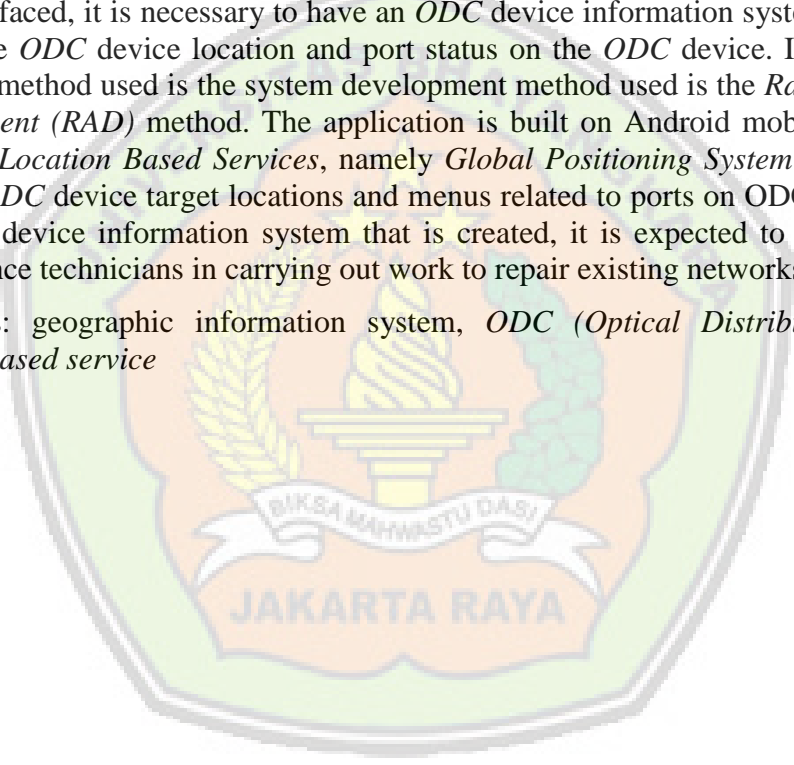 faced, it is necessary to have an ODC device information syste
e ODC device location and port status on the ODC device. I
method used is the system development method used is the Ra
ent (RAD) method. The application is built on Android mob
Location Based Services, namely Global Positioning System
DC device target locations and menus related to ports on ODC
device information system that is created, it is expected to
nce technicians in carrying out work to repair existing networks
s: geographic information system, ODC (Optical Distrib
ased service
UNIVERSITAS BHAYANGKARA
BIKSA MAHWASTU DASI
JAKARTA RAYA